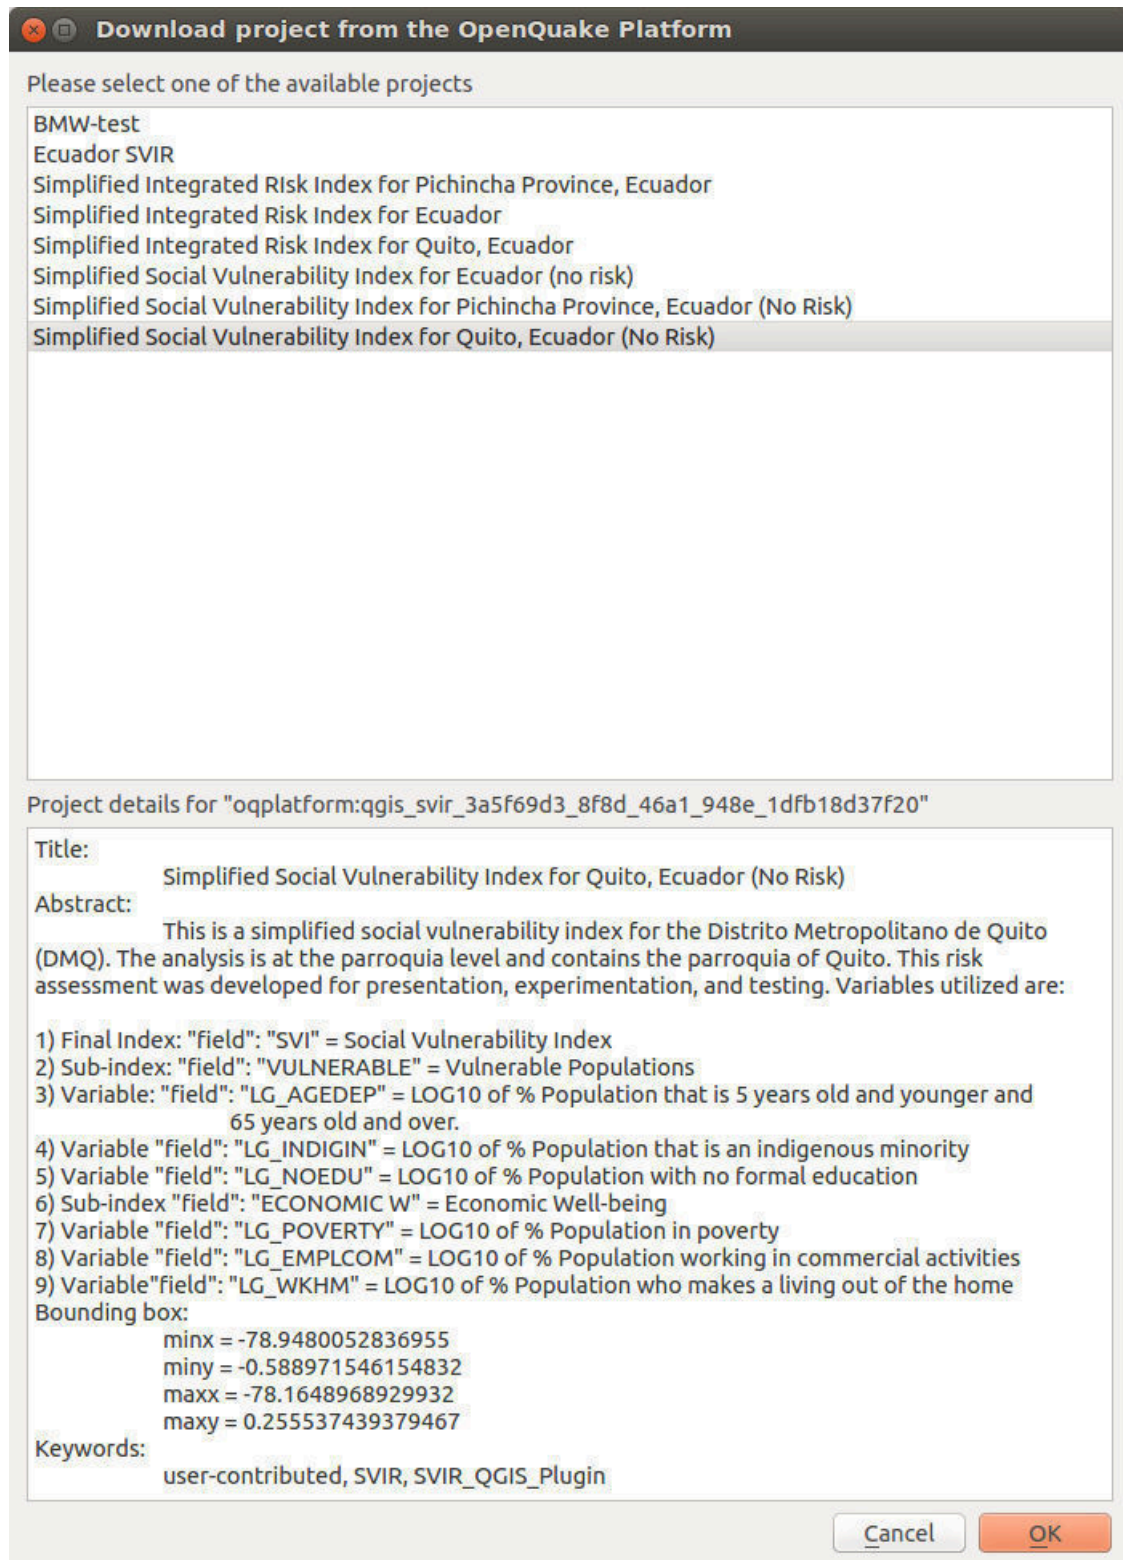 Download project from the OpenQuake Platform
Please select one of the available projects
BMW-test
Ecuador SVIR
Simplified Integrated RIsk Index for Pichincha Province, Ecuador
Simplified Integrated Risk Index for Ecuador
Simplified Integrated Risk Index for Quito, Ecuador
Simplified Social Vulnerability Index for Ecuador (no risk)
Simplified Social Vulnerability Index for Pichincha Province, Ecuador (No Risk)
Simplified Social Vulnerability Index for Quito, Ecuador (No Risk)
Project details for "oqplatform:qgis_svir_3a5f69d3_8f8d_46a1_948e_1dfb18d37f20"
Title:
Simplified Social Vulnerability Index for Quito, Ecuador (No Risk)
Abstract:
This is a simplified social vulnerability index for the Distrito Metropolitano de Quito
(DMQ). The analysis is at the parroquia level and contains the parroquia of Quito. This risk
assessment was developed for presentation, experimentation, and testing. Variables utilized are:
1) Final Index: "field": "SVI" = Social Vulnerability Index
2) Sub-index: "field": "VULNERABLE" = Vulnerable Populations
3) Variable: "field": "LG_AGEDEP" = LOG10 of % Population that is 5 years old and younger and
65 years old and over.
4) Variable "field": "LG_INDIGIN" = LOG10 of % Population that is an indigenous minority
5) Variable "field": "LG_NOEDU" = LOG10 of % Population with no formal education
6) Sub-index "field": "ECONOMIC W" = Economic Well-being
7) Variable "field": "LG_POVERTY" = LOG10 of % Population in poverty
8) Variable "field": "LG_EMPLCOM" = LOG10 of % Population working in commercial activities
9) Variable"field": "LG_WKHM" = LOG10 of % Population who makes a living out of the home
Bounding box:
minx = -78.9480052836955
miny = -0.588971546154832
maxx = -78.1648968929932
maxy = 0.255537439379467
Keywords:
user-contributed, SVIR, SVIR_QGIS_Plugin
Cancel OK